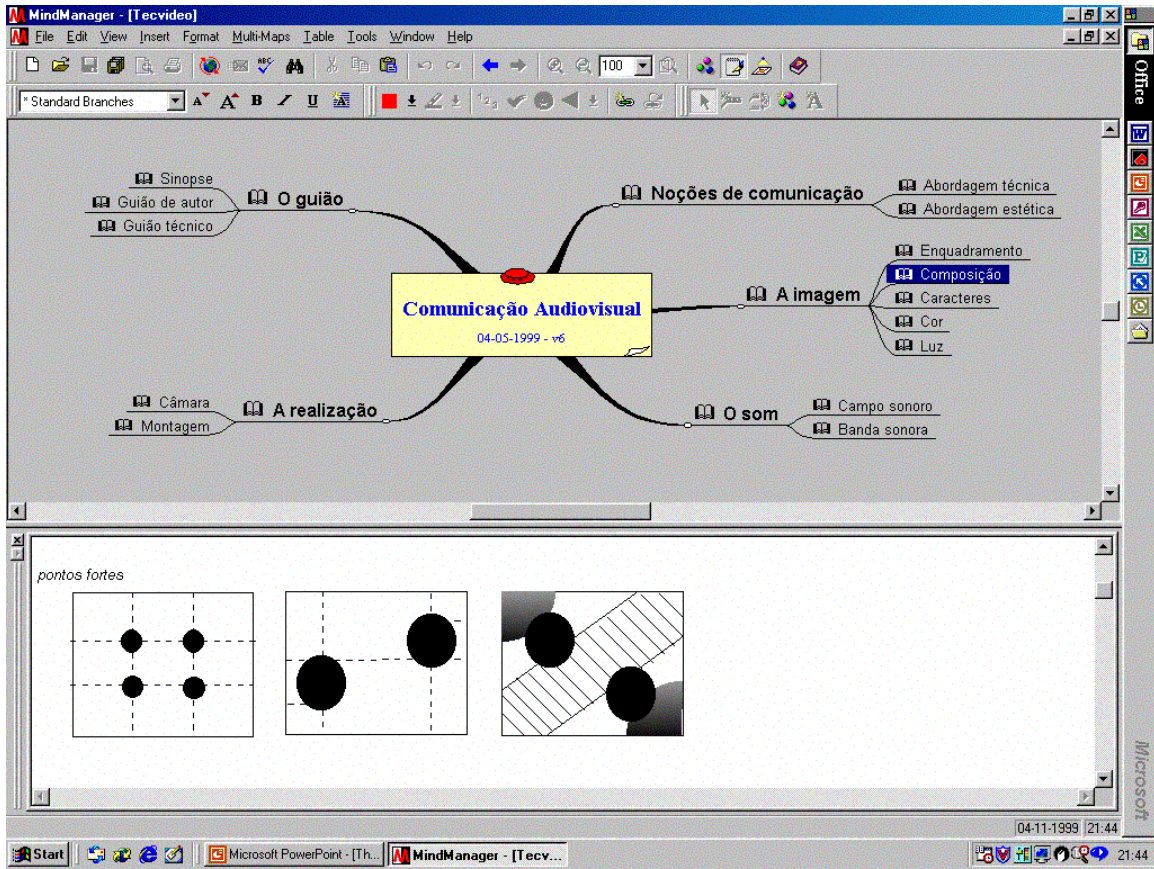 MindManager - [Tecvideo]
File Edit View Insert Format Multi-Maps Table Tools Window Help
100
* Standard Branches
Office
Sinopse
Guião de autor
Guião técnico
O guião
Noções de comunicação
Abordagem técnica
Abordagem estética
Enquadramento
Composição
Caracteres
Cor
Luz
A imagem
Comunicação Audiovisual
04-05-1999 - v6
Câmara
Montagem
A realização
O som
Campo sonoro
Banda sonora
pontos fortes
Microsoft
04-11-1999 21:44
Start
Microsoft PowerPoint - [Th...
MindManager - [Tecv...
21:44